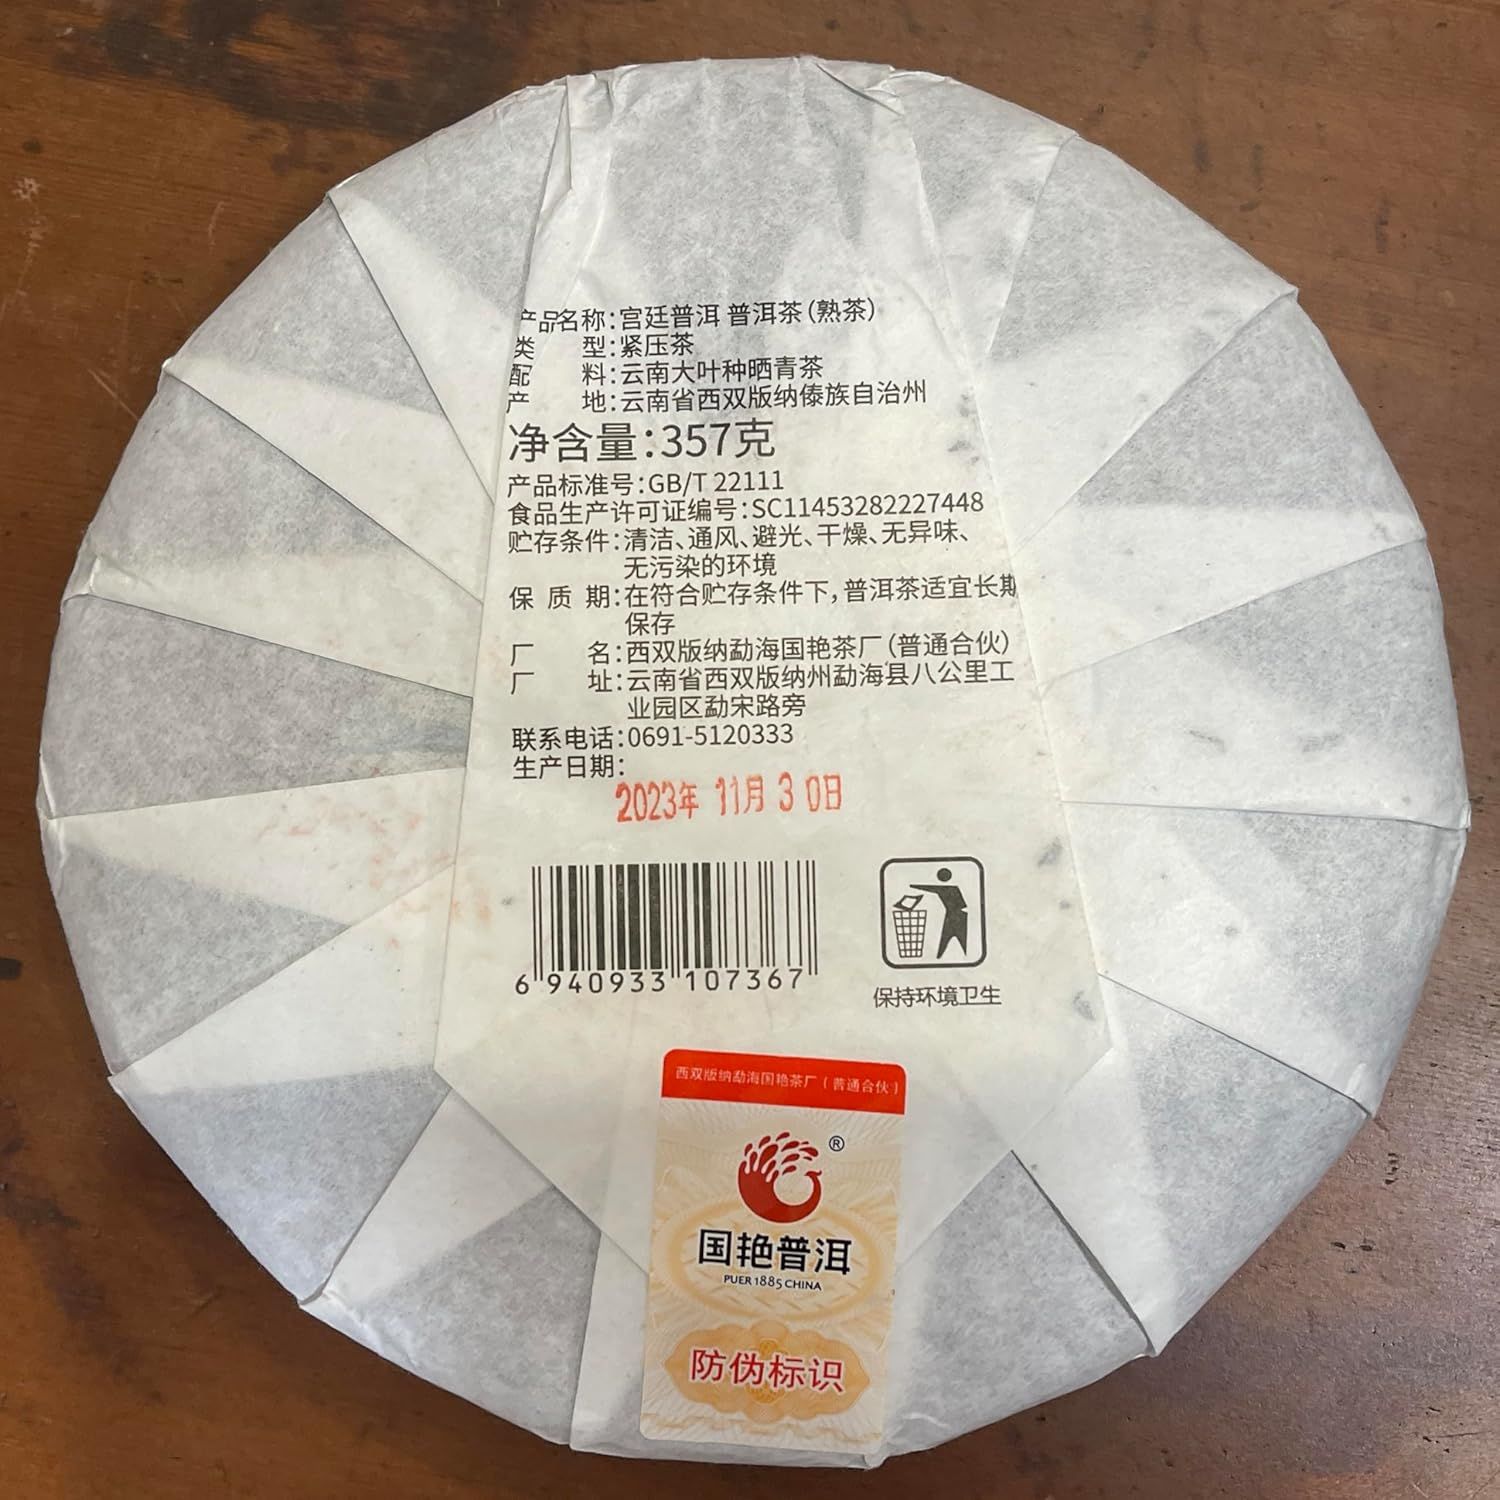 产品名称:宫廷普洱 普洱茶(熟茶)
类 型:紧压茶
配 料:云南大叶种晒青茶
产 地:云南省西双版纳傣族自治州
净含量:357克
产品标准号:GB/T 22111
食品生产许可证编号:SC11453282227448
贮存条件:清洁、通风、避光、干燥、无异味、
无污染的环境
保 质 期:在符合贮存条件下,普洱茶适宜长期
保存
厂 名:西双版纳勐海国艳茶厂(普通合伙)
厂 址:云南省西双版纳州勐海县八公里工
业园区勐宋路旁
联系电话:0691-5120333
生产日期:
2023年 11月 3 0日
6 940933 107367
保持环境卫生
西双版纳勐海国艳茶厂(普通合伙)
®
国艳普洱
PUER 1885 CHINA
防伪标识